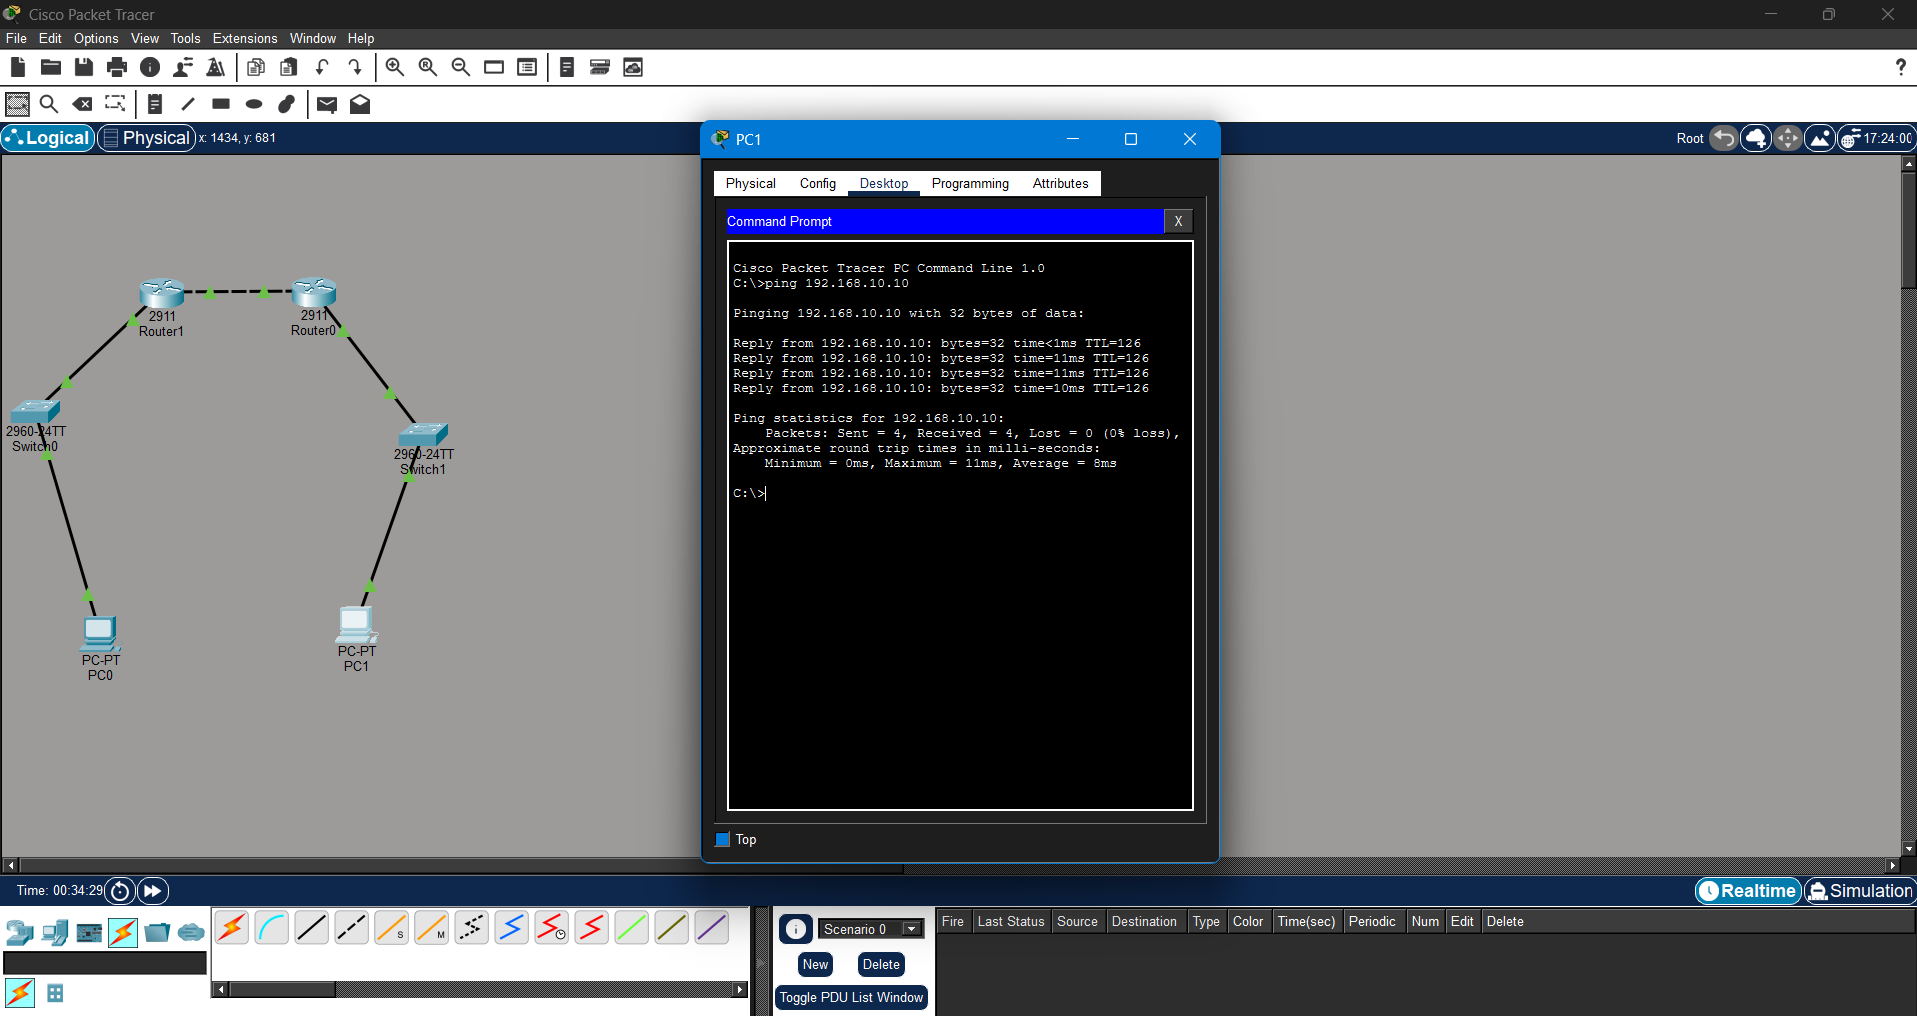 Cisco Packet Tracer
File Edit Options View Tools Extensions Window Help
?
Logical Physical x: 1434, y: 681
Root 17:24:00
PC1
Physical Config Desktop Programming Attributes
Command Prompt X
Cisco Packet Tracer PC Command Line 1.0
C:\>ping 192.168.10.10
Pinging 192.168.10.10 with 32 bytes of data:
Reply from 192.168.10.10: bytes=32 time<1ms TTL=126
Reply from 192.168.10.10: bytes=32 time=11ms TTL=126
Reply from 192.168.10.10: bytes=32 time=11ms TTL=126
Reply from 192.168.10.10: bytes=32 time=10ms TTL=126
Ping statistics for 192.168.10.10:
Packets: Sent = 4, Received = 4, Lost = 0 (0% loss),
Approximate round trip times in milli-seconds:
Minimum = 0ms, Maximum = 11ms, Average = 8ms
C:\>
Top
2911
Router1
2911
Router0
2960-24TT
Switch0
2960-24TT
Switch1
PC-PT
PC0
PC-PT
PC1
Time: 00:34:29
Realtime Simulation
S
M
Scenario 0
New Delete
Toggle PDU List Window
Fire Last Status Source Destination Type Color Time(sec) Periodic Num Edit Delete